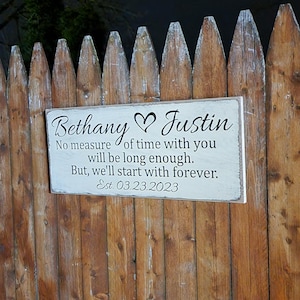 Bethany ♡ Justin
No measure of time with you
will be long enough.
But, we'll start with forever.
Est. 03.23.2023